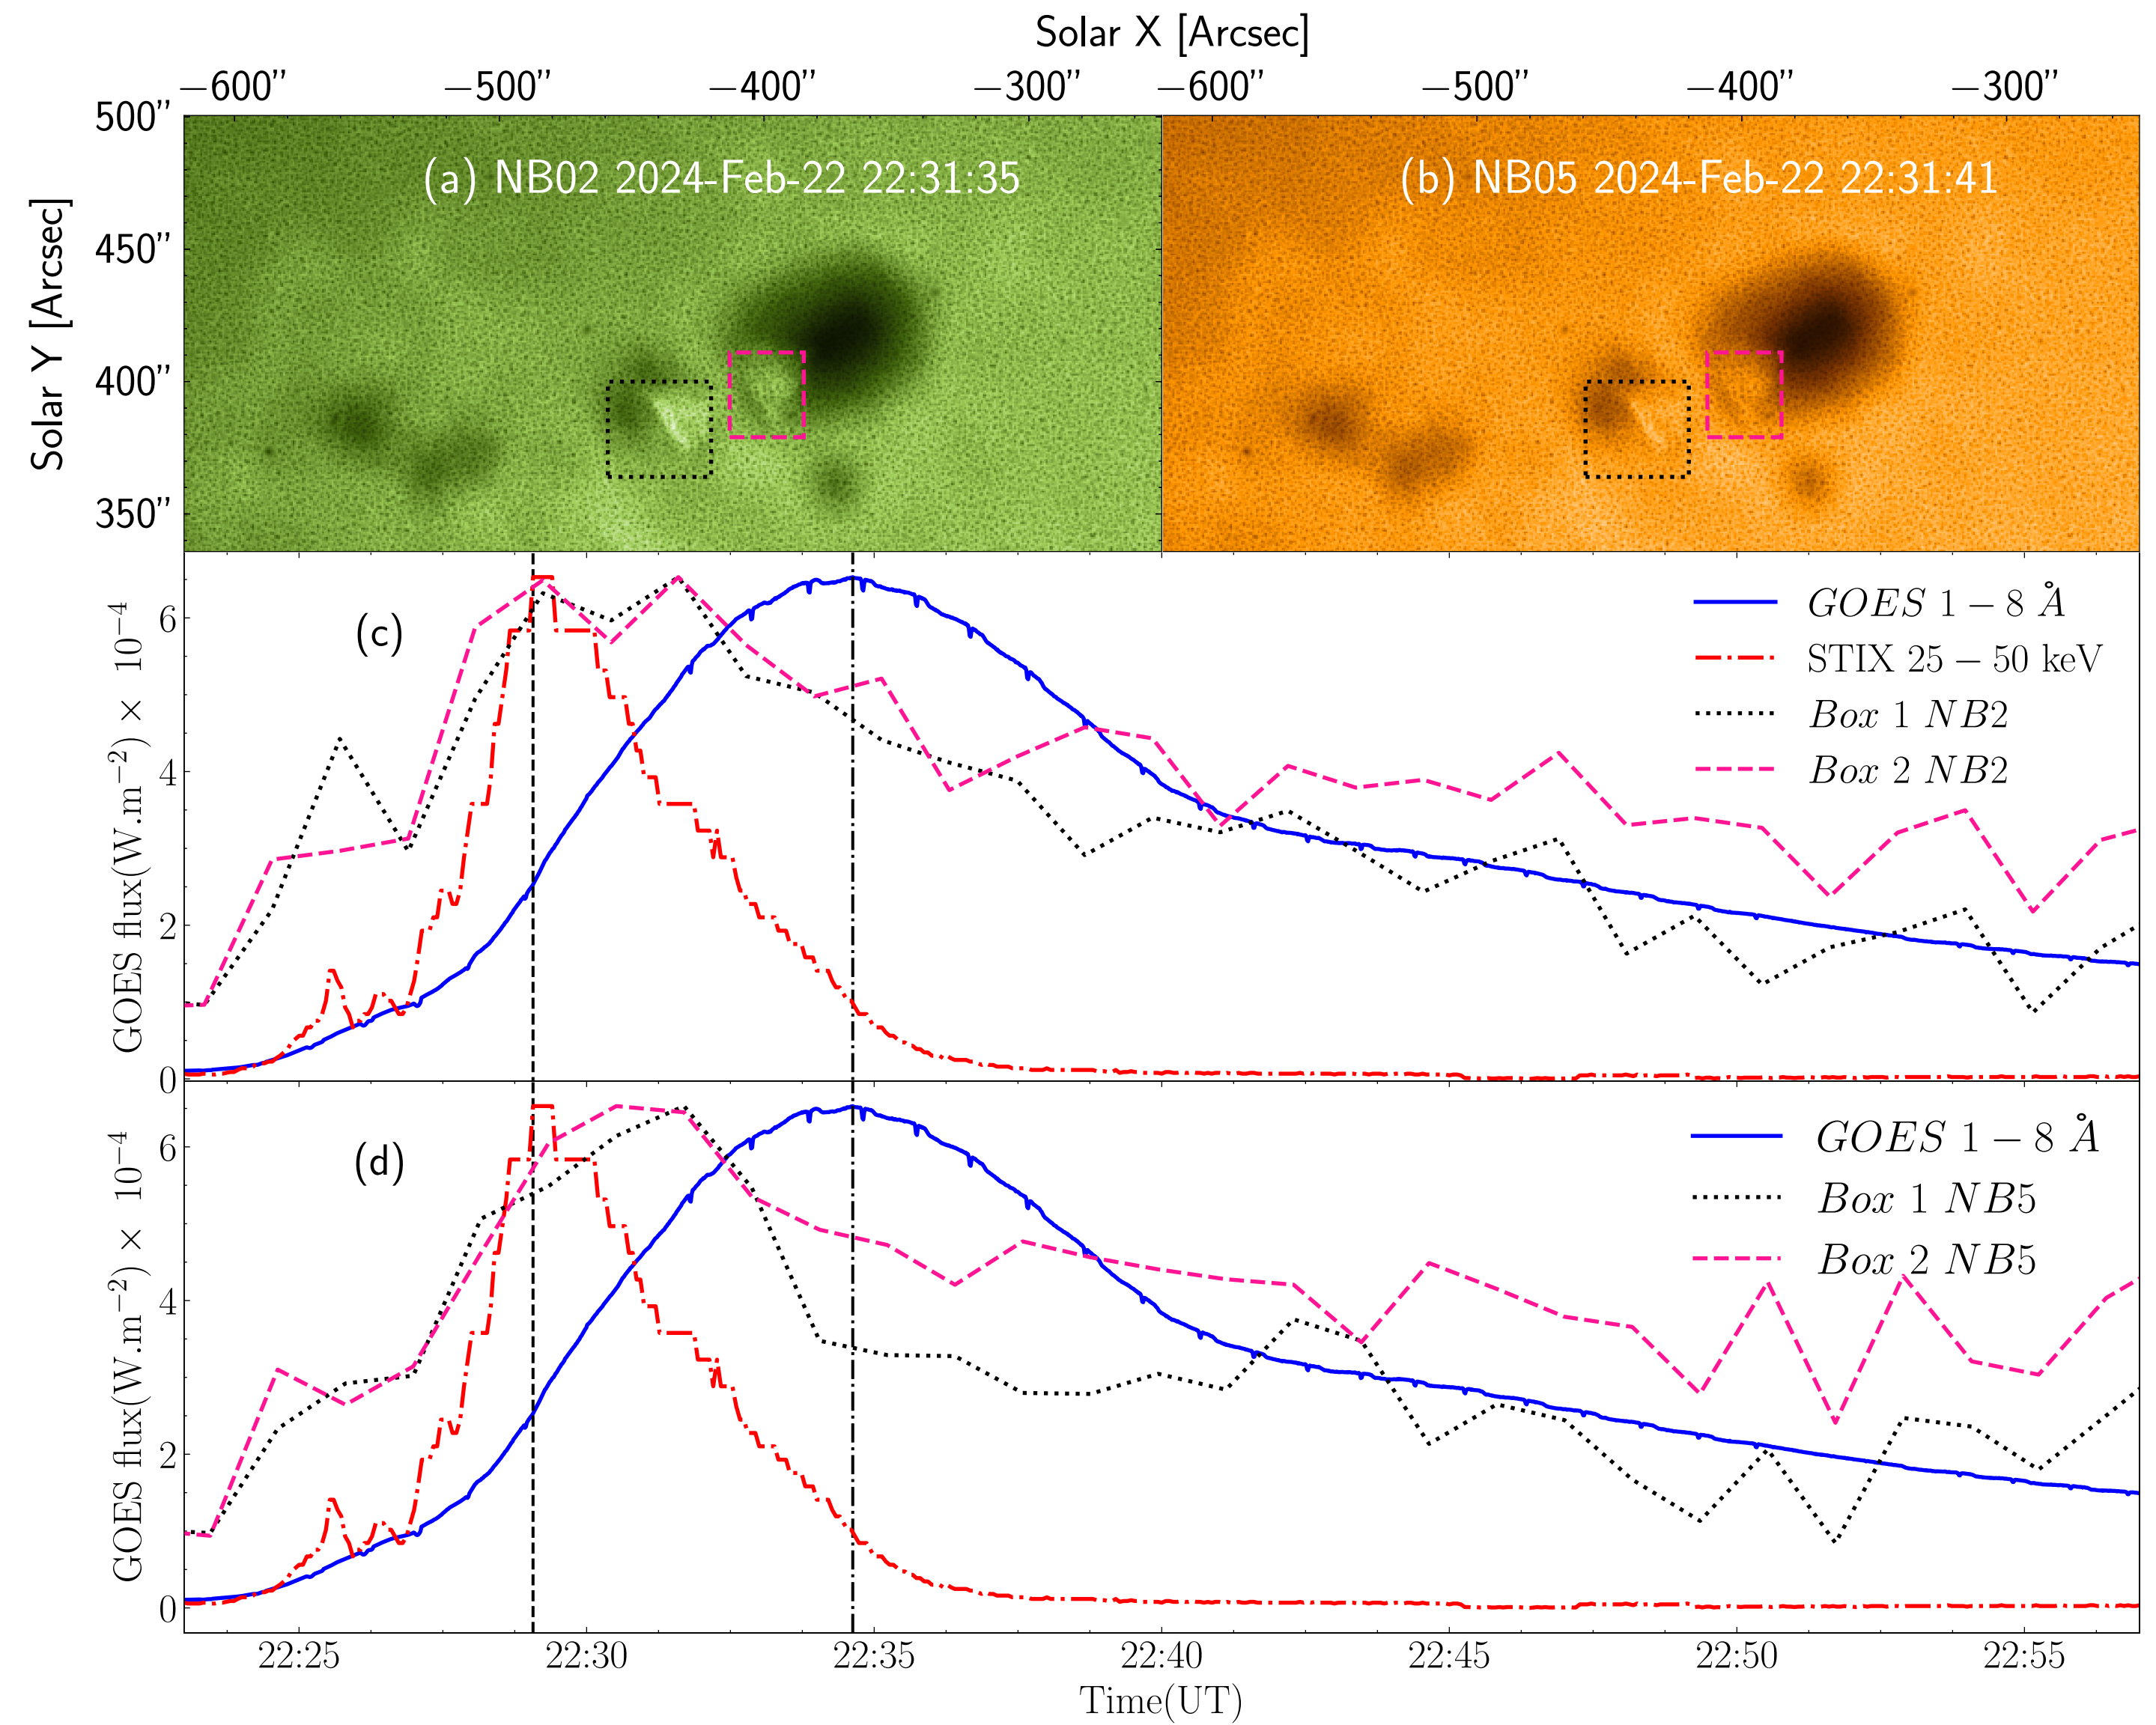 Solar X [Arcsec]
−600” −500” −400” −300” −600” −500” −400” −300”
500”
450”
400”
350”
Solar Y [Arcsec]
(a) NB02 2024-Feb-22 22:31:35
(b) NB05 2024-Feb-22 22:31:41
(c)
6
4
2
0
GOES flux(W.m−2) × 10−4
GOES 1 − 8 Å
STIX 25 − 50 keV
Box 1 NB2
Box 2 NB2
(d)
6
4
2
0
GOES flux(W.m−2) × 10−4
GOES 1 − 8 Å
Box 1 NB5
Box 2 NB5
22:25 22:30 22:35 22:40 22:45 22:50 22:55
Time(UT)